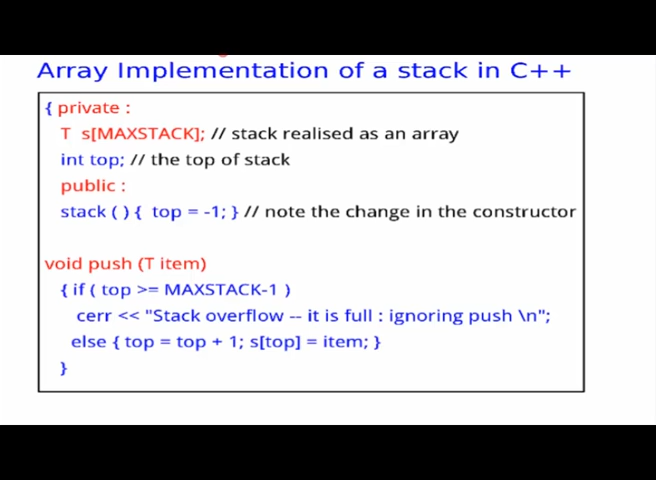 Array Implementation of a stack in C++
{ private :
T s[MAXSTACK]; // stack realised as an array
int top; // the top of stack
public :
stack ( ) { top = -1; } // note the change in the constructor
void push (T item)
{ if ( top >= MAXSTACK-1 )
cerr << "Stack overflow -- it is full : ignoring push \n";
else { top = top + 1; s[top] = item; }
}